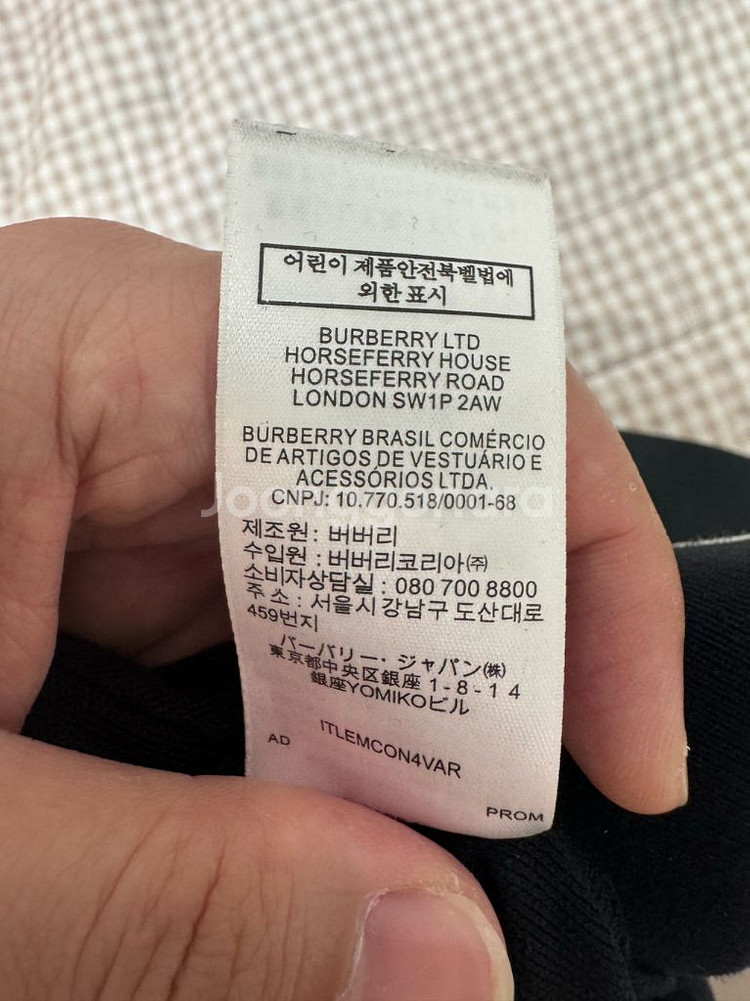 어린이 제품안전북벨법에
외한 표시
BURBERRY LTD
HORSEFERRY HOUSE
HORSEFERRY ROAD
LONDON SW1P 2AW
BURBERRY BRASIL COMÉRCIO
DE ARTIGOS DE VESTUÁRIO E
ACESSÓRIOS LTDA.
CNPJ: 10.770.518/0001-68
제조원 : 버버리
수입원 : 버버리코리아㈜
소비자상담실 : 080 700 8800
주 소 : 서울시 강남구 도산대로
459번지
バーバリー・ジャパン㈱
東京都中央区銀座 1-8-14
銀座YOMIKOビル
ITLEMCON4VAR
AD
PROM